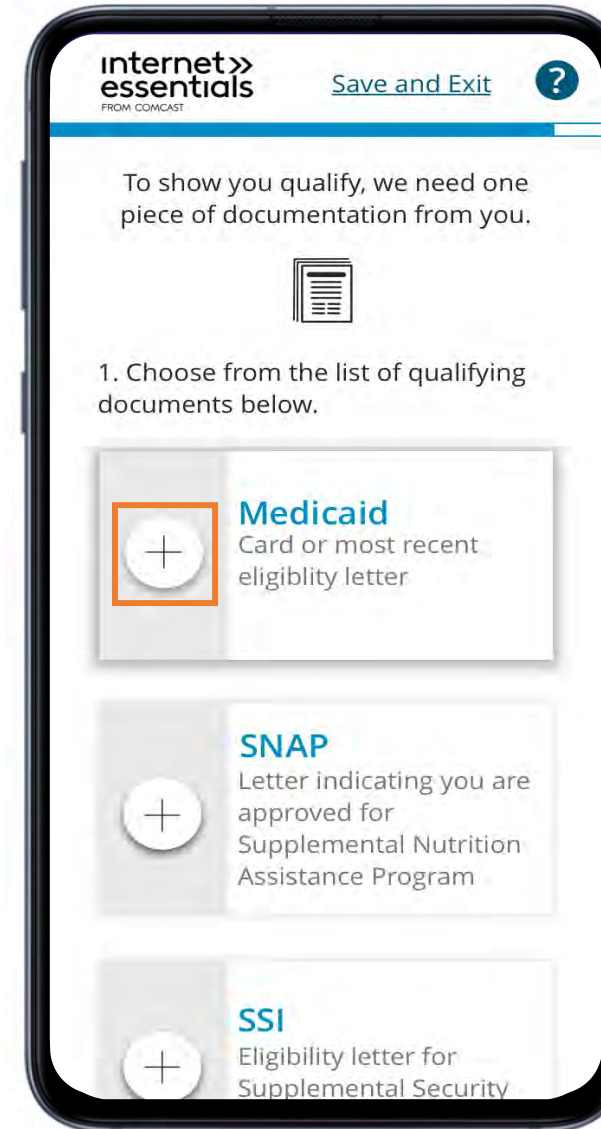 internet»
essentials
FROM COMCAST
Save and Exit
?
To show you qualify, we need one
piece of documentation from you.
1. Choose from the list of qualifying
documents below.
Medicaid
Card or most recent
eligiblity letter
SNAP
Letter indicating you are
approved for
Supplemental Nutrition
Assistance Program
SSI
Eligibility letter for
Supplemental Security